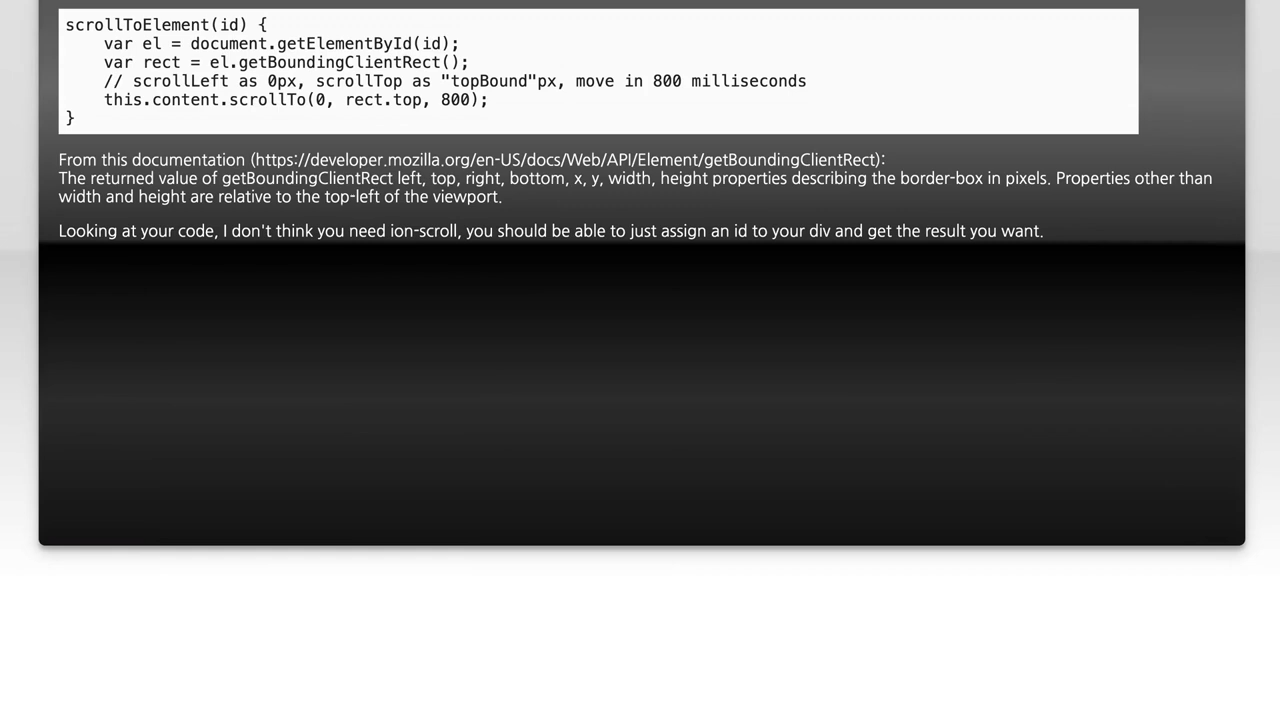 scrollToElement(id) {
    var el = document.getElementById(id);
    var rect = el.getBoundingClientRect();
    // scrollLeft as 0px, scrollTop as "topBound"px, move in 800 milliseconds
    this.content.scrollTo(0, rect.top, 800);
}
From this documentation (https://developer.mozilla.org/en-US/docs/Web/API/Element/getBoundingClientRect):
The returned value of getBoundingClientRect left, top, right, bottom, x, y, width, height properties describing the border-box in pixels. Properties other than
width and height are relative to the top-left of the viewport.
Looking at your code, I don't think you need ion-scroll, you should be able to just assign an id to your div and get the result you want.